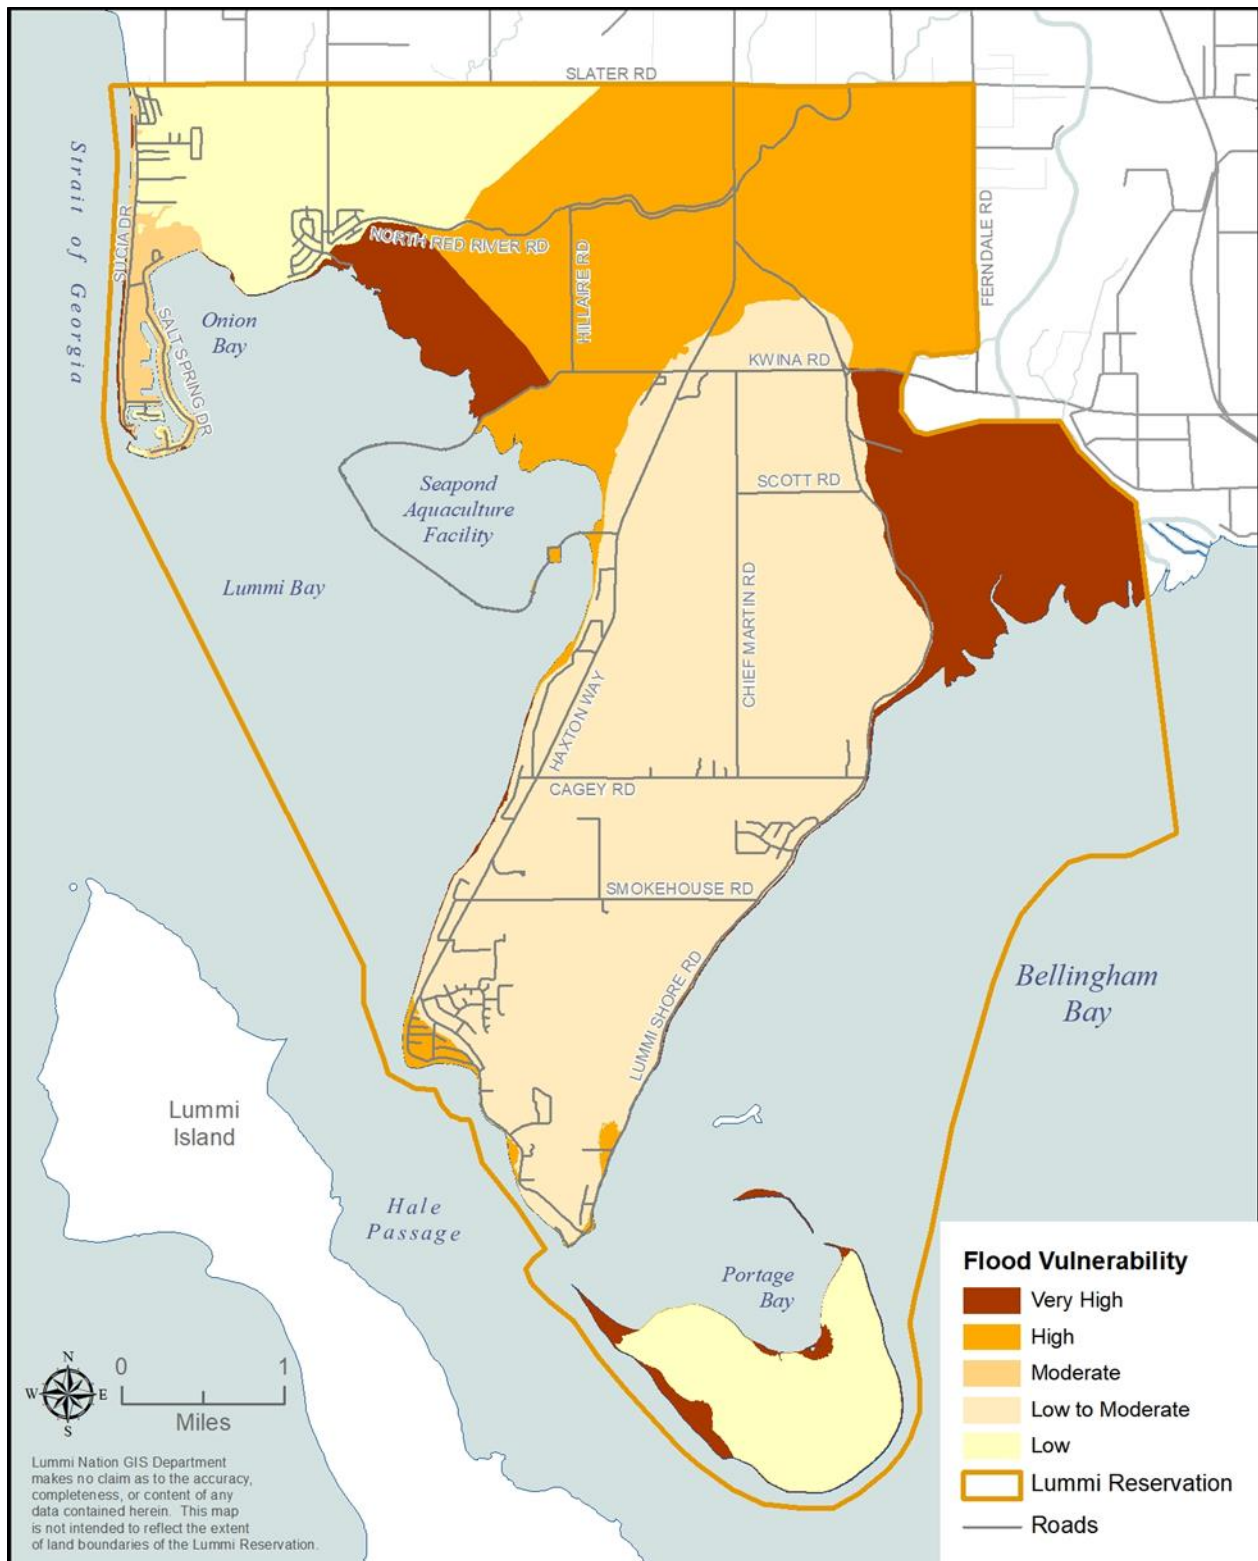 SLATER RD
Strait of Georgia
SUCIA DR
NORTH RED RIVER RD
HILLAIRE RD
FERNDALE RD
Onion
Bay
SALT SPRING DR
KWINA RD
Seapond
Aquaculture
Facility
SCOTT RD
Lummi Bay
CHIEF MARTIN RD
HAXTON WAY
CAGEY RD
SMOKEHOUSE RD
LUMMI SHORE RD
Bellingham
Bay
Lummi
Island
Hale
Passage
Portage
Bay
Flood Vulnerability
Very High
High
Moderate
Low to Moderate
Low
Lummi Reservation
Roads
N
W E
S
0 1
Miles
Lummi Nation GIS Department
makes no claim as to the accuracy,
completeness, or content of any
data contained herein. This map
is not intended to reflect the extent
of land boundaries of the Lummi Reservation.